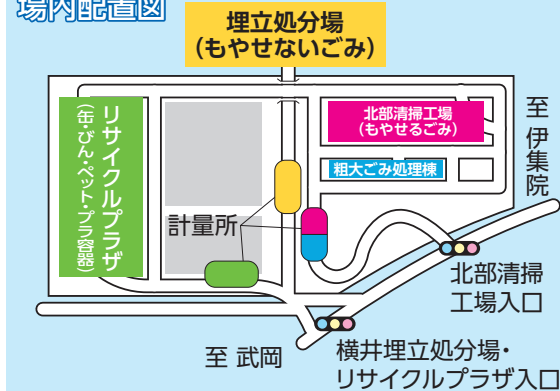 場内配置図
埋立処分場
(もやせないごみ)
リサイクルプラザ
(缶・びん・ペット・プラ容器)
北部清掃工場
(もやせるごみ)
粗大ごみ処理棟
至 伊集院
計量所
北部清掃
工場入口
至 武岡
横井埋立処分場・
リサイクルプラザ入口